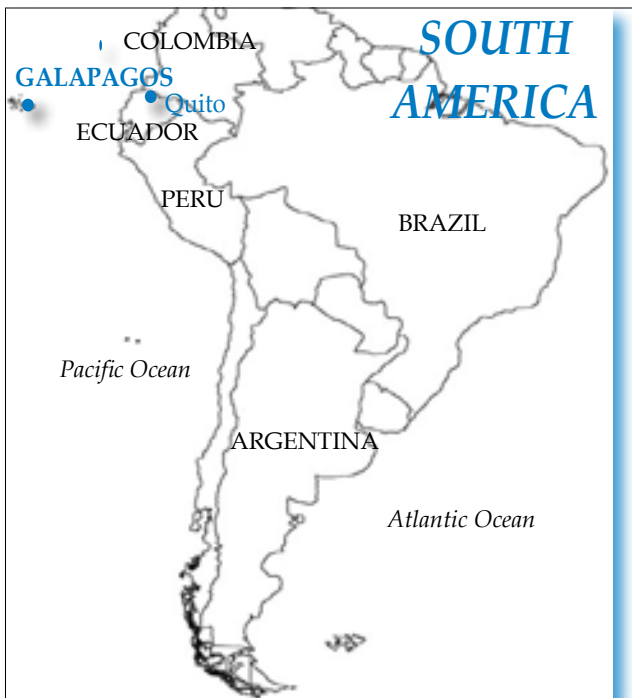 SOUTH
AMERICA
COLOMBIA
GALAPAGOS
Quito
ECUADOR
PERU
BRAZIL
Pacific Ocean
ARGENTINA
Atlantic Ocean